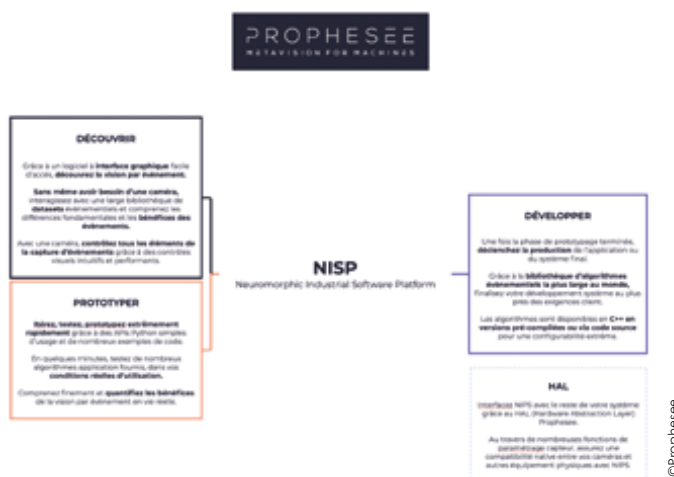 PROPHESEE
METAVISION FOR MACHINES
DÉCOUVRIR
Grâce à un logiciel à interface graphique facile
d'accès, découvrez la vision par évènement.
Sans même avoir besoin d'une caméra,
interagissez avec une large bibliothèque de
datasets évènementiels et comprenez les
différences fondamentales et les bénéfices des
évènements.
Avec une caméra, contrôlez tous les éléments de
la capture d'évènements grâce à des contrôles
visuels intuitifs et performants.
PROTOTYPER
Itérez, testez, prototypez extrêmement
rapidement grâce à des APIs Python simples
d'usage et de nombreux exemples de code.
En quelques minutes, testez de nombreux
algorithmes application fournis, dans vos
conditions réelles d'utilisation.
Comprenez finement et quantifiez les bénéfices
de la vision par évènement en vie réelle.
NISP
Neuromorphic Industrial Software Platform
DÉVELOPPER
Une fois la phase de prototypage terminée,
déclenchez la production de l'application ou
du système final.
Grâce à la bibliothèque d'algorithmes
évènementiels la plus large au monde,
finalisez votre développement système au plus
près des exigences client.
Les algorithmes sont disponibles en C++ en
versions pré-compilées ou via code source
pour une configurabilité extrême.
HAL
Interfacez NIPS avec le reste de votre système
grâce au HAL (Hardware Abstraction Layer)
Prophesee.
Au travers de nombreuses fonctions de
paramétrage capteur, assurez une
compatibilité native entre vos caméras et
autres équipement physiques avec NIPS.
©Prophesee